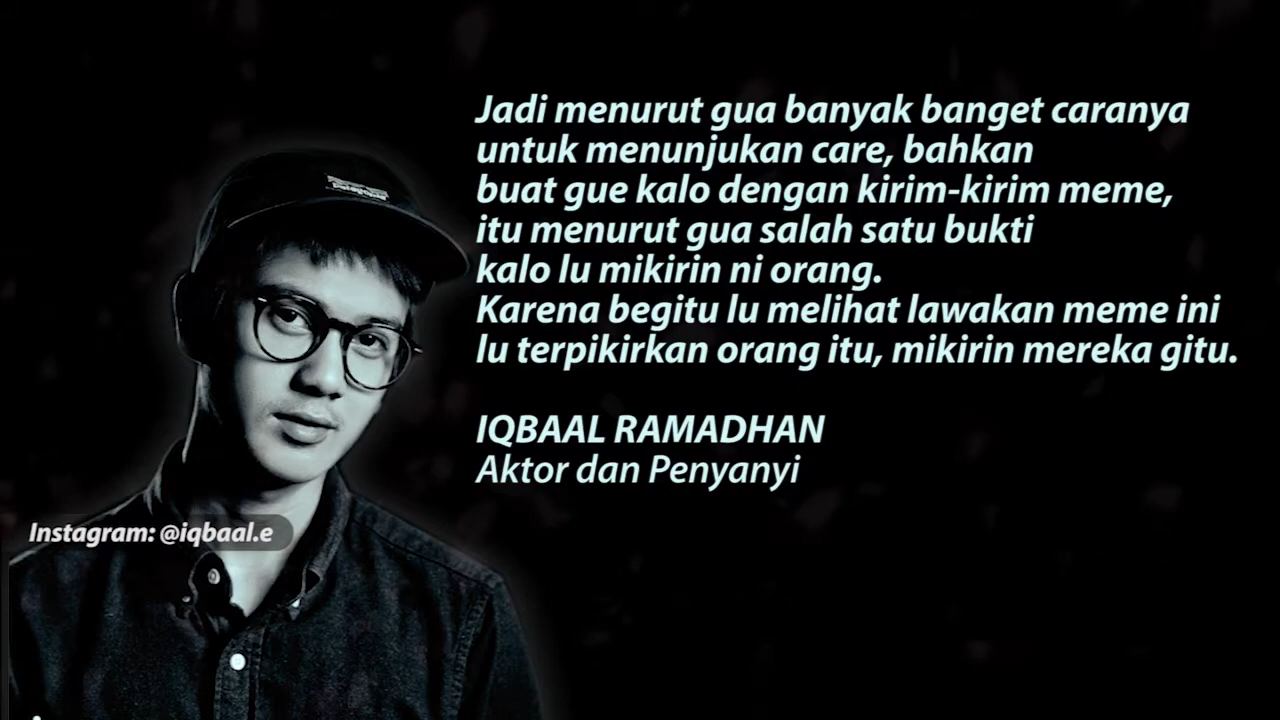 Jadi menurut gua banyak banget caranya
untuk menunjukan care, bahkan
buat gue kalo dengan kirim-kirim meme,
itu menurut gua salah satu bukti
kalo lu mikirin ni orang.
Karena begitu lu melihat lawakan meme ini
lu terpikirkan orang itu, mikirin mereka gitu.
IQBAAL RAMADHAN
Aktor dan Penyanyi
Instagram: @iqbaal.e